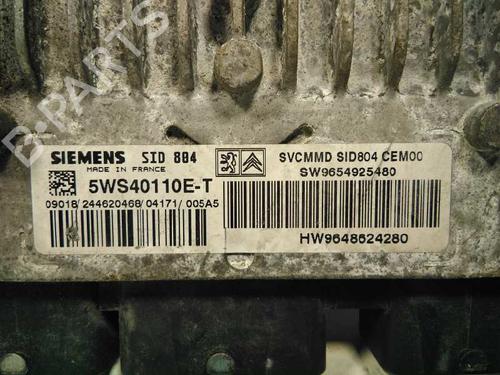 B-PARTS
SIEMENS SID 804
MADE IN FRANCE
5WS40110E-T
09018/244620468/04171/005A5
SVCMMD SID804 CEM00
SW9654925480
HW9648624280